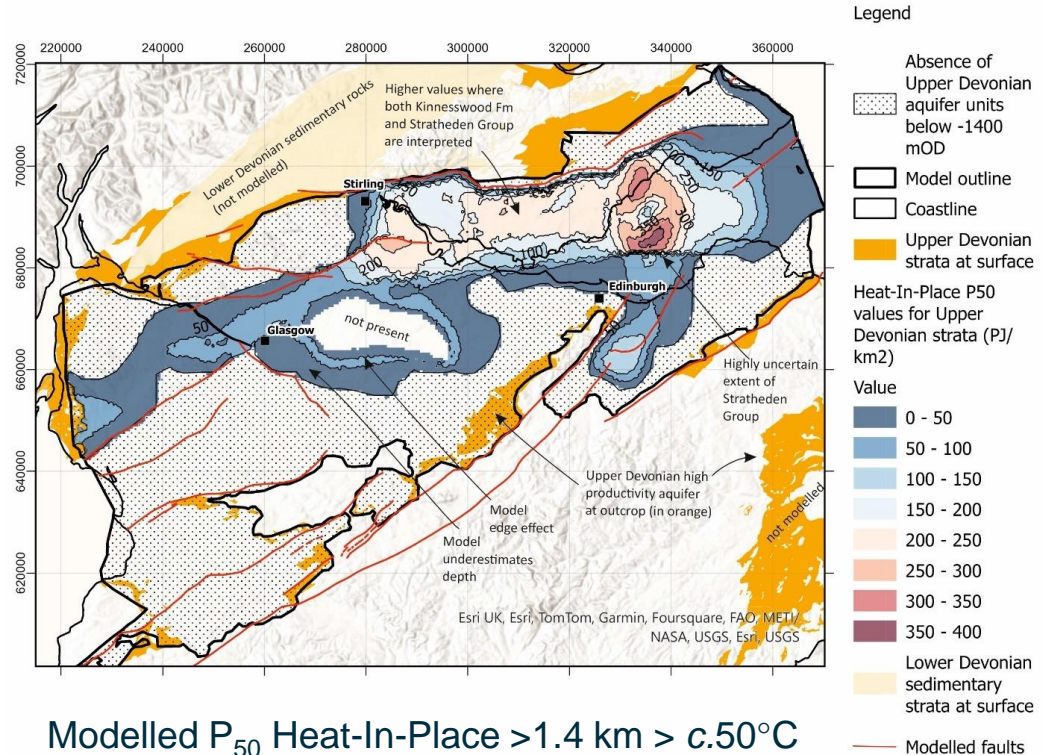 220000 240000 260000 280000 300000 320000 340000 360000
720000
700000
680000
660000
640000
620000
Lower Devonian sedimentary rocks
(not modelled)
Higher values where
both Kinnesswood Fm
and Stratheden Group
are interpreted
Stirling
200
100
50
300
Edinburgh
50
Glasgow
not present
Highly uncertain
extent of
Stratheden
Group
Upper Devonian high
productivity aquifer
at outcrop (in orange)
not modelled
Model
edge effect
Model
underestimates
depth
Esri UK, Esri, TomTom, Garmin, Foursquare, FAO, METI/
NASA, USGS, Esri, USGS
Legend
Absence of
Upper Devonian
aquifer units
below -1400
mOD
Model outline
Coastline
Upper Devonian
strata at surface
Heat-In-Place P50
values for Upper
Devonian strata (PJ/
km2)
Value
0 - 50
50 - 100
100 - 150
150 - 200
200 - 250
250 - 300
300 - 350
350 - 400
Lower Devonian
sedimentary
strata at surface
Modelled faults
Modelled P50 Heat-In-Place >1.4 km > c.50°C